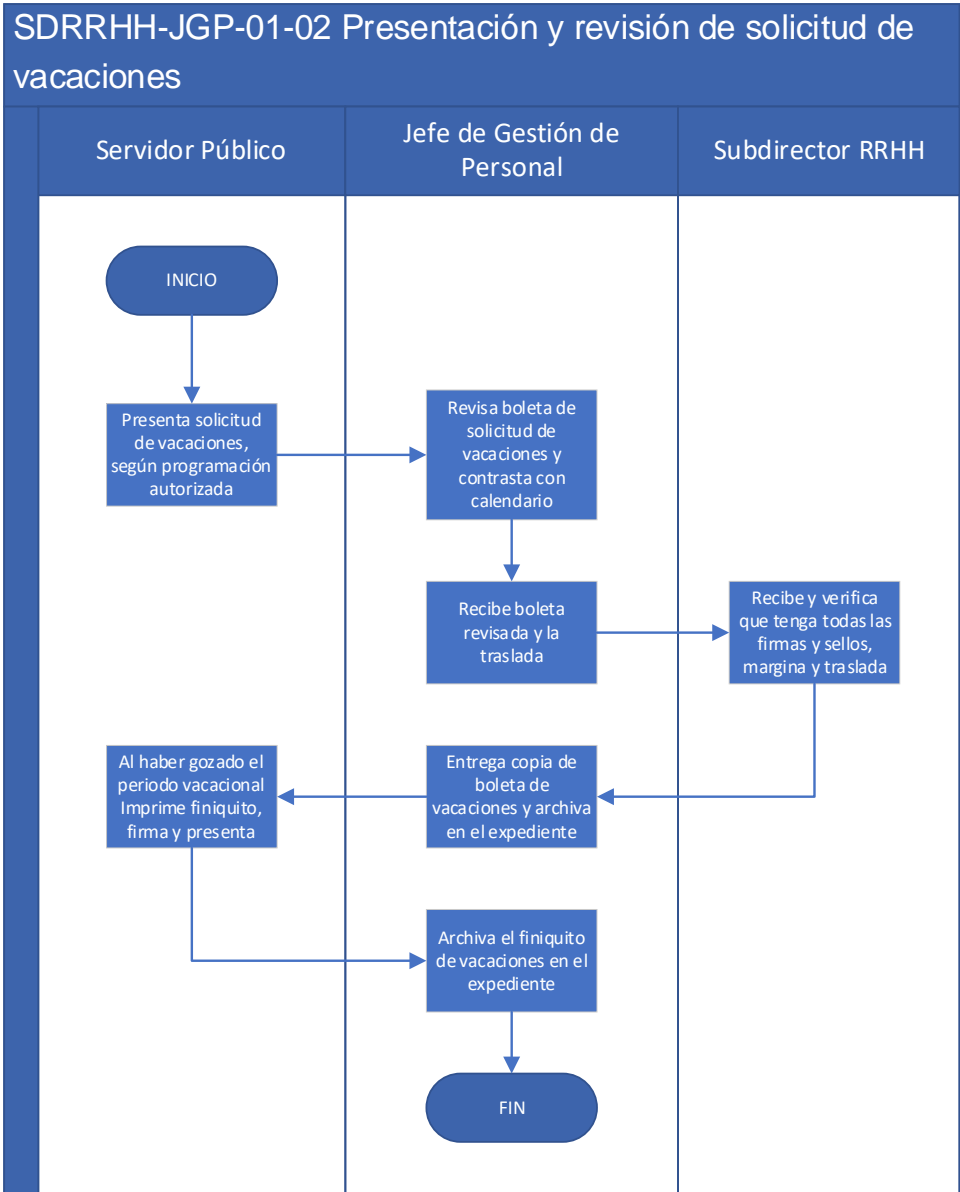 SDRRHH-JGP-01-02 Presentación y revisión de solicitud de
vacaciones
Servidor Público
Jefe de Gestión de
Personal
Subdirector RRHH
INICIO
Presenta solicitud
de vacaciones,
según programación
autorizada
Revisa boleta de
solicitud de
vacaciones y
contrasta con
calendario
Recibe boleta
revisada y la
traslada
Recibe y verifica
que tenga todas las
firmas y sellos,
margina y traslada
Entrega copia de
boleta de
vacaciones y archiva
en el expediente
Al haber gozado el
periodo vacacional
Imprime finiquito,
firma y presenta
Archiva el finiquito
de vacaciones en el
expediente
FIN